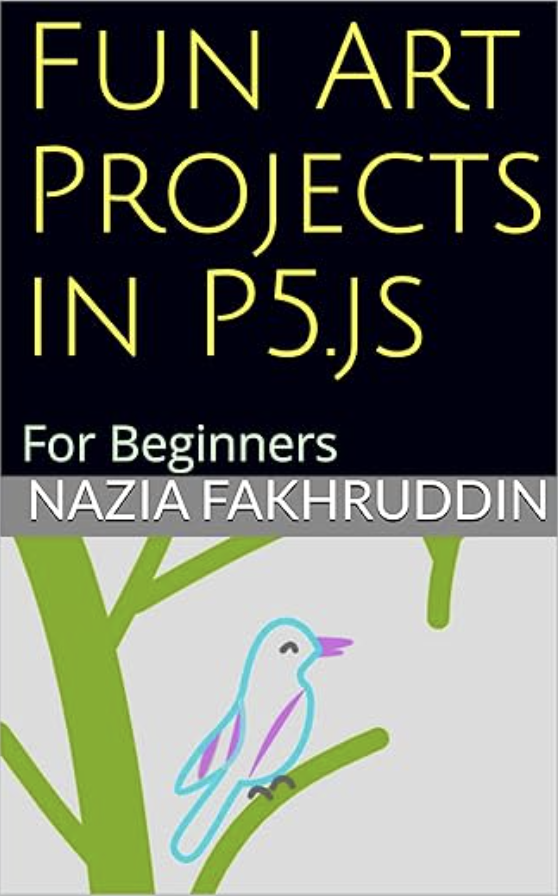 Fun Art
Projects
in P5.js
For Beginners
NAZIA FAKHRUDDIN